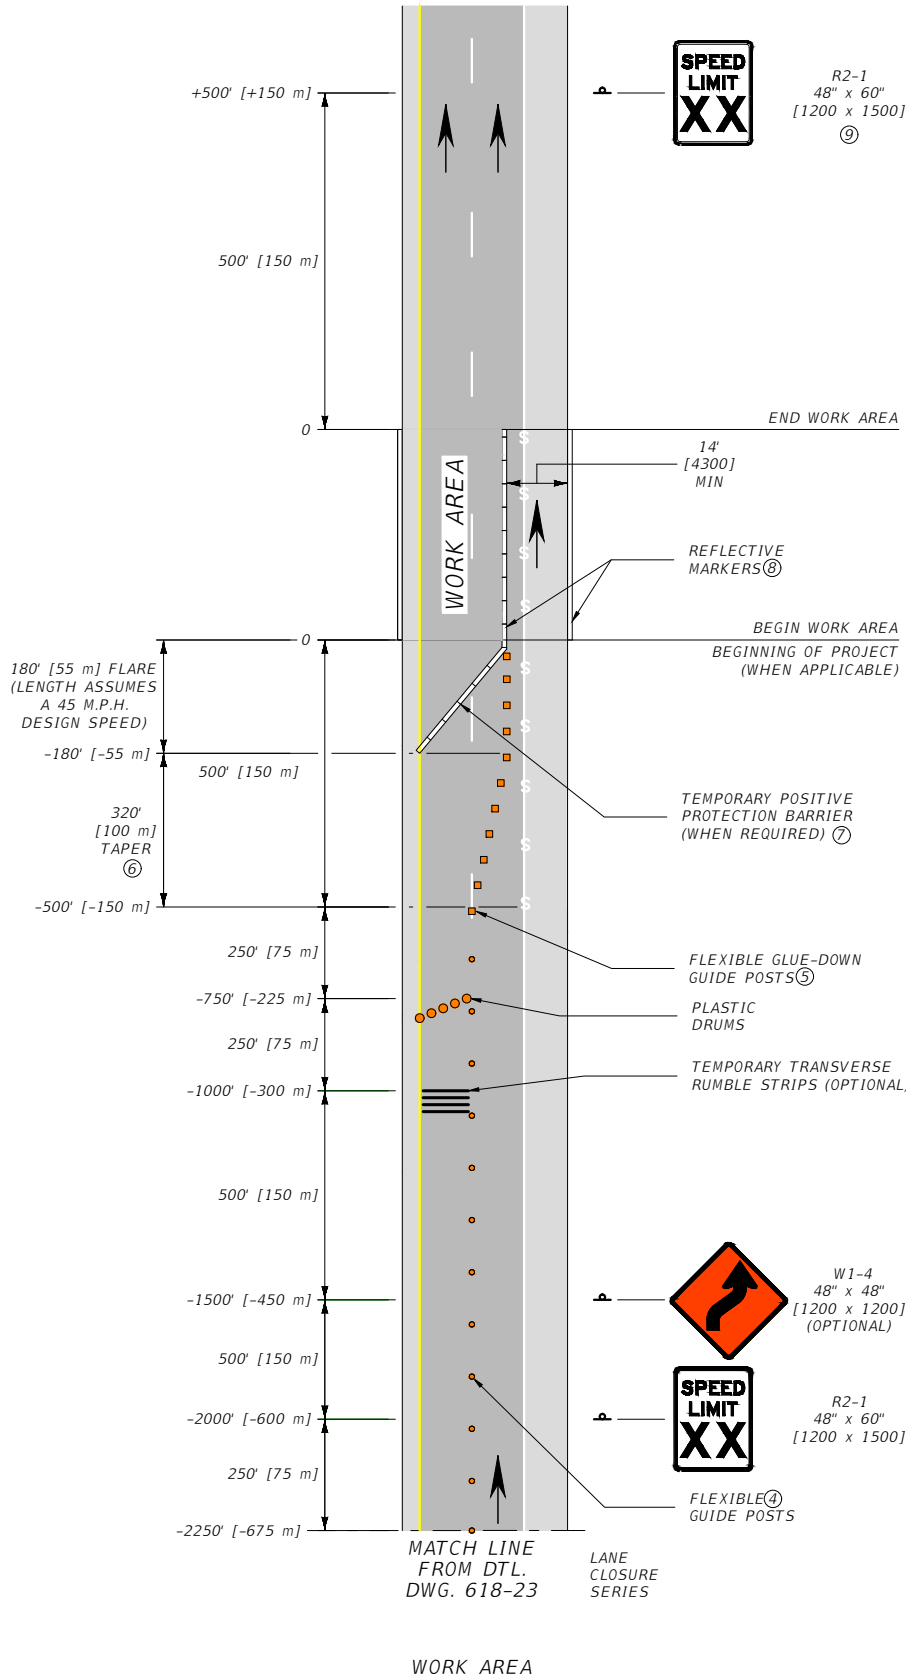 SPEED
LIMIT
XX
R2-1
48" x 60"
[1200 x 1500]
9
+500' [+150 m]
500' [150 m]
END WORK AREA
0
14'
[4300]
MIN
WORK AREA
S
S
S
S
REFLECTIVE
MARKERS 8
BEGIN WORK AREA
0
BEGINNING OF PROJECT
(WHEN APPLICABLE)
180' [55 m] FLARE
(LENGTH ASSUMES
A 45 M.P.H.
DESIGN SPEED)
S
S
-180' [-55 m]
500' [150 m]
S
320'
[100 m]
TAPER
6
TEMPORARY POSITIVE
PROTECTION BARRIER
(WHEN REQUIRED) 7
S
S
-500' [-150 m]
250' [75 m]
FLEXIBLE GLUE-DOWN
GUIDE POSTS 5
-750' [-225 m]
PLASTIC
DRUMS
250' [75 m]
TEMPORARY TRANSVERSE
RUMBLE STRIPS (OPTIONAL)
-1000' [-300 m]
500' [150 m]
W1-4
48" x 48"
[1200 x 1200]
(OPTIONAL)
-1500' [-450 m]
500' [150 m]
SPEED
LIMIT
XX
R2-1
48" x 60"
[1200 x 1500]
-2000' [-600 m]
250' [75 m]
FLEXIBLE 4
GUIDE POSTS
-2250' [-675 m]
MATCH LINE
FROM DTL.
DWG. 618-23
LANE
CLOSURE
SERIES
WORK AREA